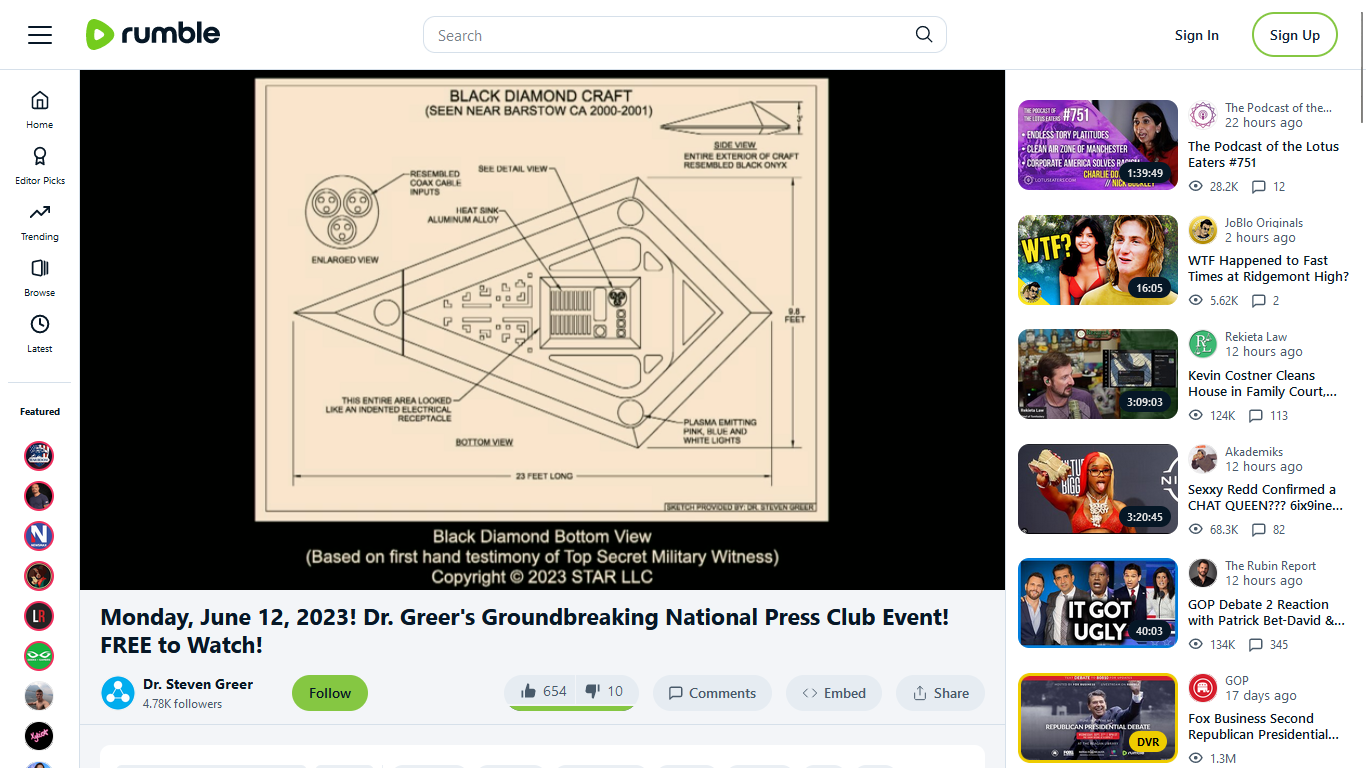 rumble
Search
Sign In
Sign Up
Home
Editor Picks
Trending
Browse
Latest
Featured
BLACK DIAMOND CRAFT
(SEEN NEAR BARSTOW CA 2000-2001)
SIDE VIEW
ENTIRE EXTERIOR OF CRAFT
RESEMBLED BLACK ONYX
SEE DETAIL VIEW
RESEMBLED
COAX CABLE
INPUTS
HEAT SINK
ALUMINUM ALLOY
ENLARGED VIEW
9.8
FEET
THIS ENTIRE AREA LOOKED
LIKE AN INDENTED ELECTRICAL
RECEPTACLE
PLASMA EMITTING
PINK, BLUE AND
WHITE LIGHTS
BOTTOM VIEW
23 FEET LONG
SKETCH PROVIDED BY: DR. STEVEN GREER
Black Diamond Bottom View
(Based on first hand testimony of Top Secret Military Witness)
Copyright © 2023 STAR LLC
Monday, June 12, 2023! Dr. Greer's Groundbreaking National Press Club Event!
FREE to Watch!
Dr. Steven Greer
4.78K followers
Follow
654
10
Comments
Embed
Share
THE PODCAST OF
THE LOTUS EATERS #751
• ENDLESS TORY PLATITUDES
• CLEAN AIR ZONE OF MANCHESTER
• CORPORATE AMERICA SOLVES
1:39:49
The Podcast of the...
22 hours ago
The Podcast of the Lotus
Eaters #751
28.2K 12
WTF?
16:05
JoBlo Originals
2 hours ago
WTF Happened to Fast
Times at Ridgemont High?
5.62K 2
Rekieta Law
3:09:03
Rekieta Law
12 hours ago
Kevin Costner Cleans
House in Family Court,...
124K 113
3:20:45
Akademiks
12 hours ago
Sexxy Redd Confirmed a
CHAT QUEEN??? 6ix9ine...
68.3K 82
IT GOT
UGLY
40:03
The Rubin Report
12 hours ago
GOP Debate 2 Reaction
with Patrick Bet-David &...
134K 345
REPUBLICAN PRESIDENTIAL DEBATE
DVR
GOP
17 days ago
Fox Business Second
Republican Presidential...
1.3M